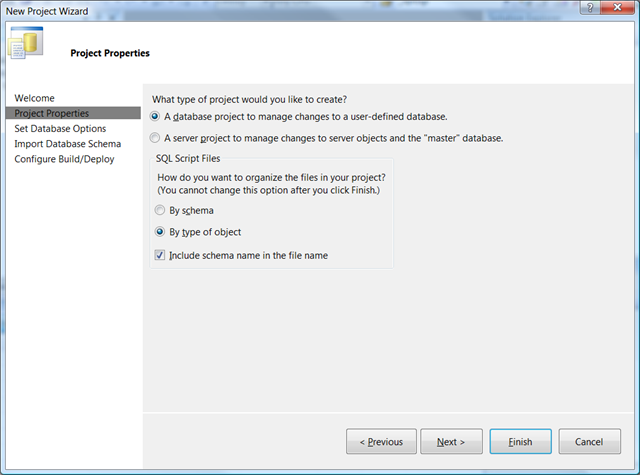 New Project Wizard
Project Properties
Welcome
Project Properties
Set Database Options
Import Database Schema
Configure Build/Deploy
What type of project would you like to create?
A database project to manage changes to a user-defined database.
A server project to manage changes to server objects and the "master" database.
SQL Script Files
How do you want to organize the files in your project?
(You cannot change this option after you click Finish.)
By schema
By type of object
Include schema name in the file name
< Previous
Next >
Finish
Cancel